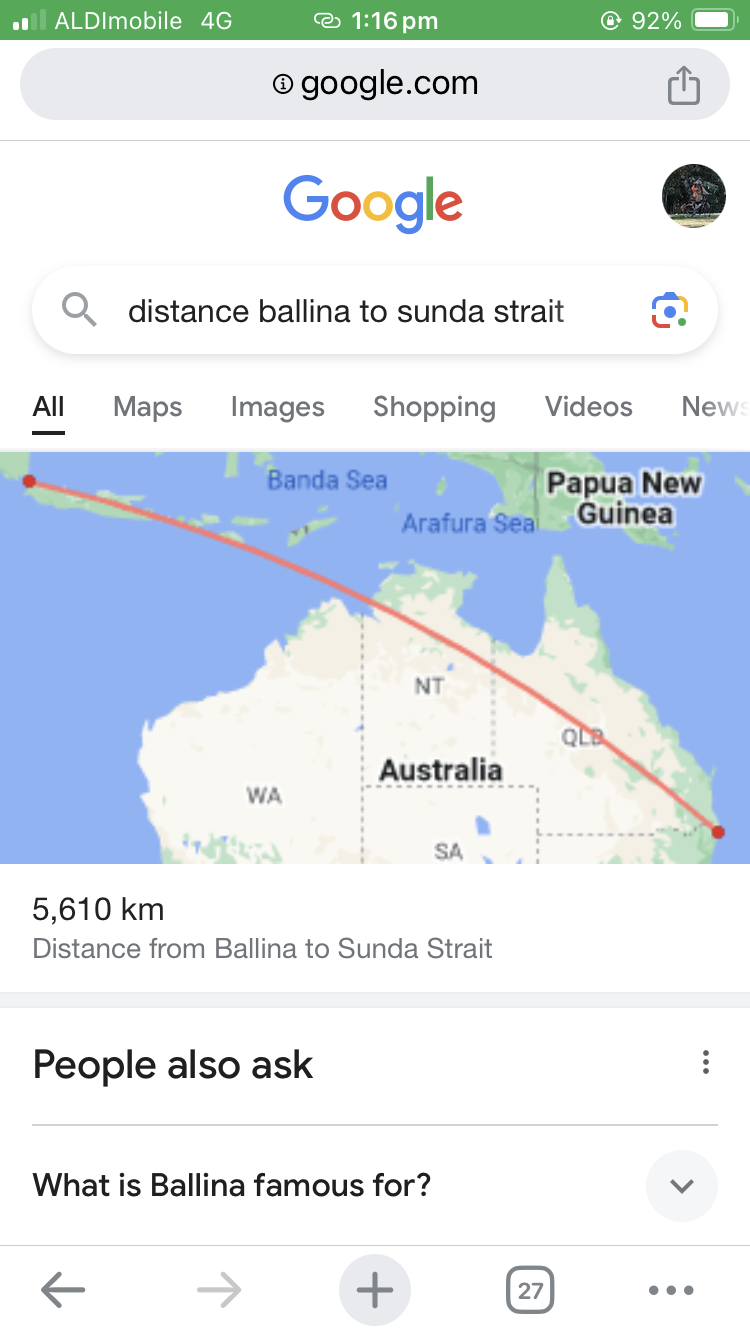 ALDImobile 4G 1:16 pm 92%
google.com
Google
distance ballina to sunda strait
All Maps Images Shopping Videos News
Banda Sea
Papua New
Guinea
Arafura Sea
NT
QLD
Australia
WA
SA
5,610 km
Distance from Ballina to Sunda Strait
People also ask
What is Ballina famous for?
27